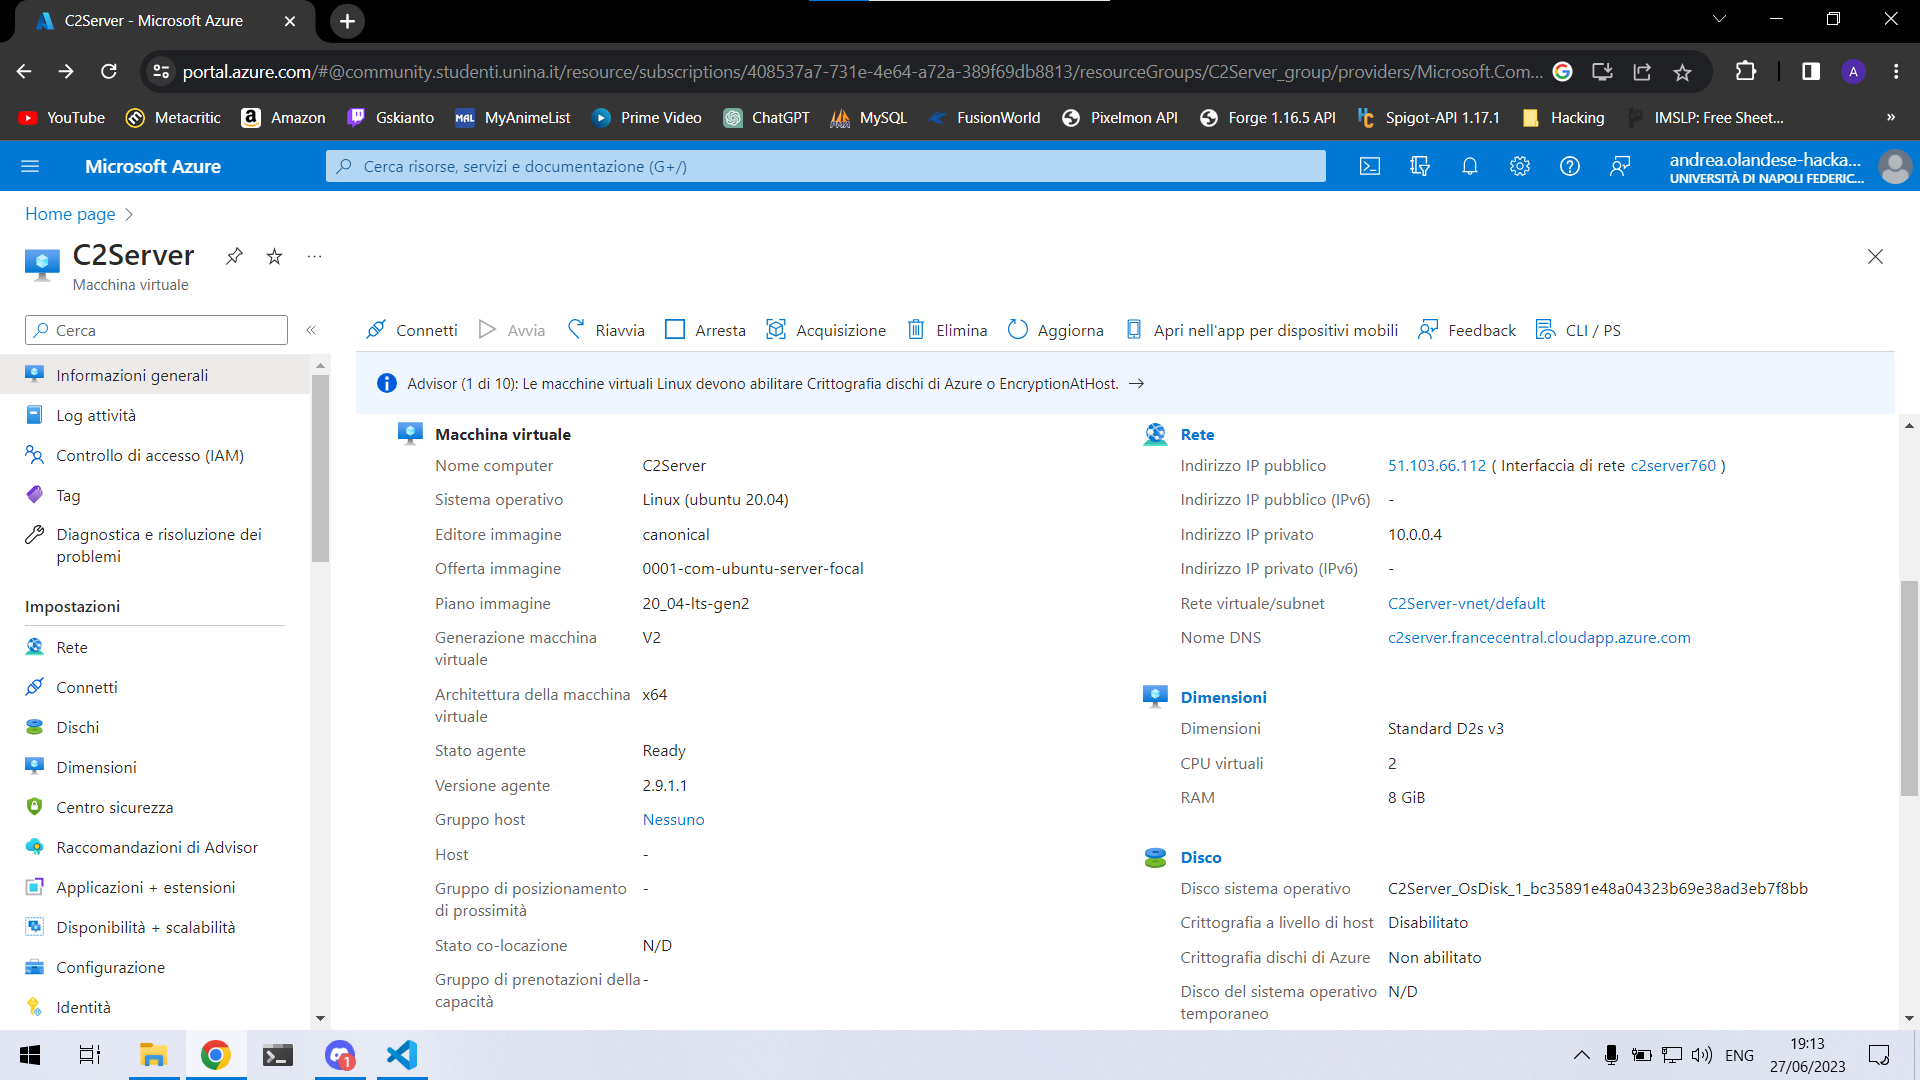 C2Server - Microsoft Azure
portal.azure.com/#@community.studenti.unina.it/resource/subscriptions/408537a7-731e-4e64-a72a-389f69db8813/resourceGroups/C2Server_group/providers/Microsoft.Com...
A
YouTube Metacritic Amazon Gskianto MyAnimeList Prime Video ChatGPT MySQL FusionWorld Pixelmon API Forge 1.16.5 API Spigot-API 1.17.1 Hacking IMSLP: Free Sheet... »
Microsoft Azure
Cerca risorse, servizi e documentazione (G+/)
andrea.olandese-hacka...
UNIVERSITÀ DI NAPOLI FEDERIC...
Home page
C2Server
Macchina virtuale
Cerca
Connetti Avvia Riavvia Arresta Acquisizione Elimina Aggiorna Apri nell'app per dispositivi mobili Feedback CLI / PS
Advisor (1 di 10): Le macchine virtuali Linux devono abilitare Crittografia dischi di Azure o EncryptionAtHost. →
Informazioni generali
Log attività
Controllo di accesso (IAM)
Tag
Diagnostica e risoluzione dei
problemi
Impostazioni
Rete
Connetti
Dischi
Dimensioni
Centro sicurezza
Raccomandazioni di Advisor
Applicazioni + estensioni
Disponibilità + scalabilità
Configurazione
Identità
Macchina virtuale
Nome computer C2Server
Sistema operativo Linux (ubuntu 20.04)
Editore immagine canonical
Offerta immagine 0001-com-ubuntu-server-focal
Piano immagine 20_04-lts-gen2
Generazione macchina V2
virtuale
Architettura della macchina x64
virtuale
Stato agente Ready
Versione agente 2.9.1.1
Gruppo host Nessuno
Host -
Gruppo di posizionamento -
di prossimità
Stato co-locazione N/D
Gruppo di prenotazioni della -
capacità
Rete
Indirizzo IP pubblico 51.103.66.112 ( Interfaccia di rete c2server760 )
Indirizzo IP pubblico (IPv6) -
Indirizzo IP privato 10.0.0.4
Indirizzo IP privato (IPv6) -
Rete virtuale/subnet C2Server-vnet/default
Nome DNS c2server.francecentral.cloudapp.azure.com
Dimensioni
Dimensioni Standard D2s v3
CPU virtuali 2
RAM 8 GiB
Disco
Disco sistema operativo C2Server_OsDisk_1_bc35891e48a04323b69e38ad3eb7f8bb
Crittografia a livello di host Disabilitato
Crittografia dischi di Azure Non abilitato
Disco del sistema operativo N/D
temporaneo
1
ENG
19:13
27/06/2023